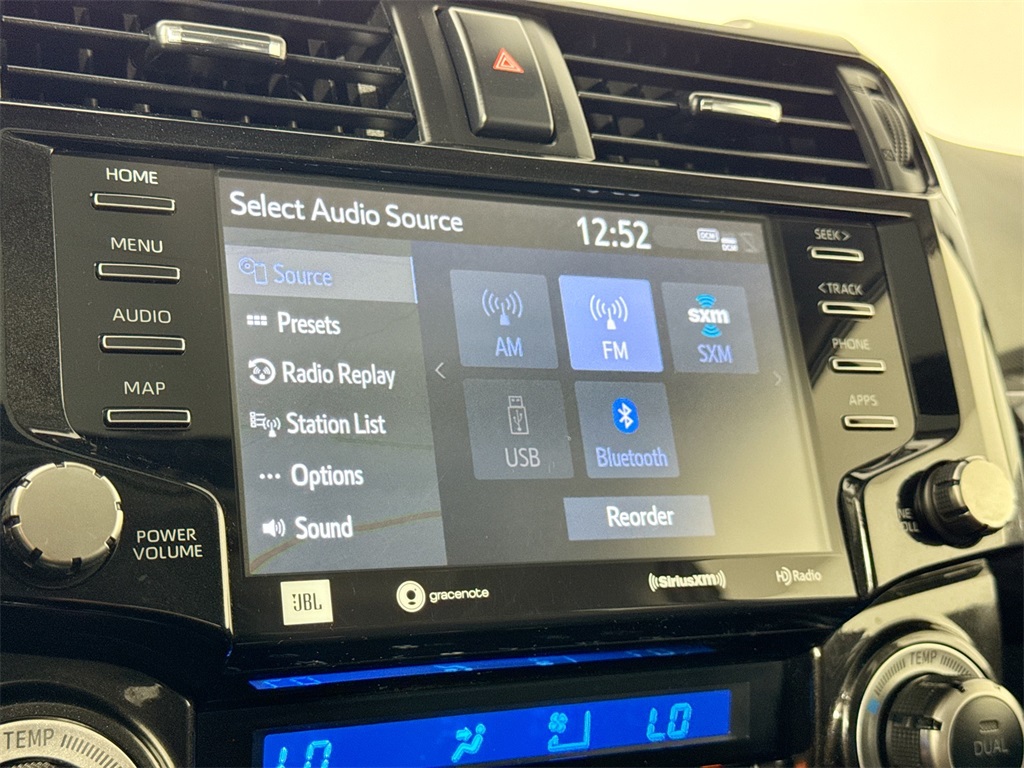 HOME
MENU
AUDIO
MAP
POWER
VOLUME
Select Audio Source
12:52
DCM
Source
Presets
Radio Replay
Station List
Options
Sound
AM
FM
sxm
SXM
USB
Bluetooth
Reorder
SEEK>
<TRACK
PHONE
APPS
JBL
gracenote
((SiriusXM))
HD Radio
LO
LO
TEMP
TEMP
DUAL